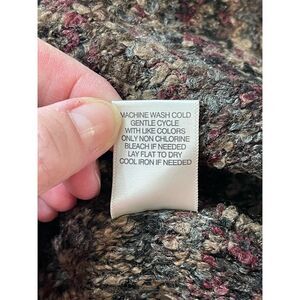 MACHINE WASH COLD
GENTLE CYCLE
WITH LIKE COLORS
ONLY NON CHLORINE
BLEACH IF NEEDED
LAY FLAT TO DRY
COOL IRON IF NEEDED